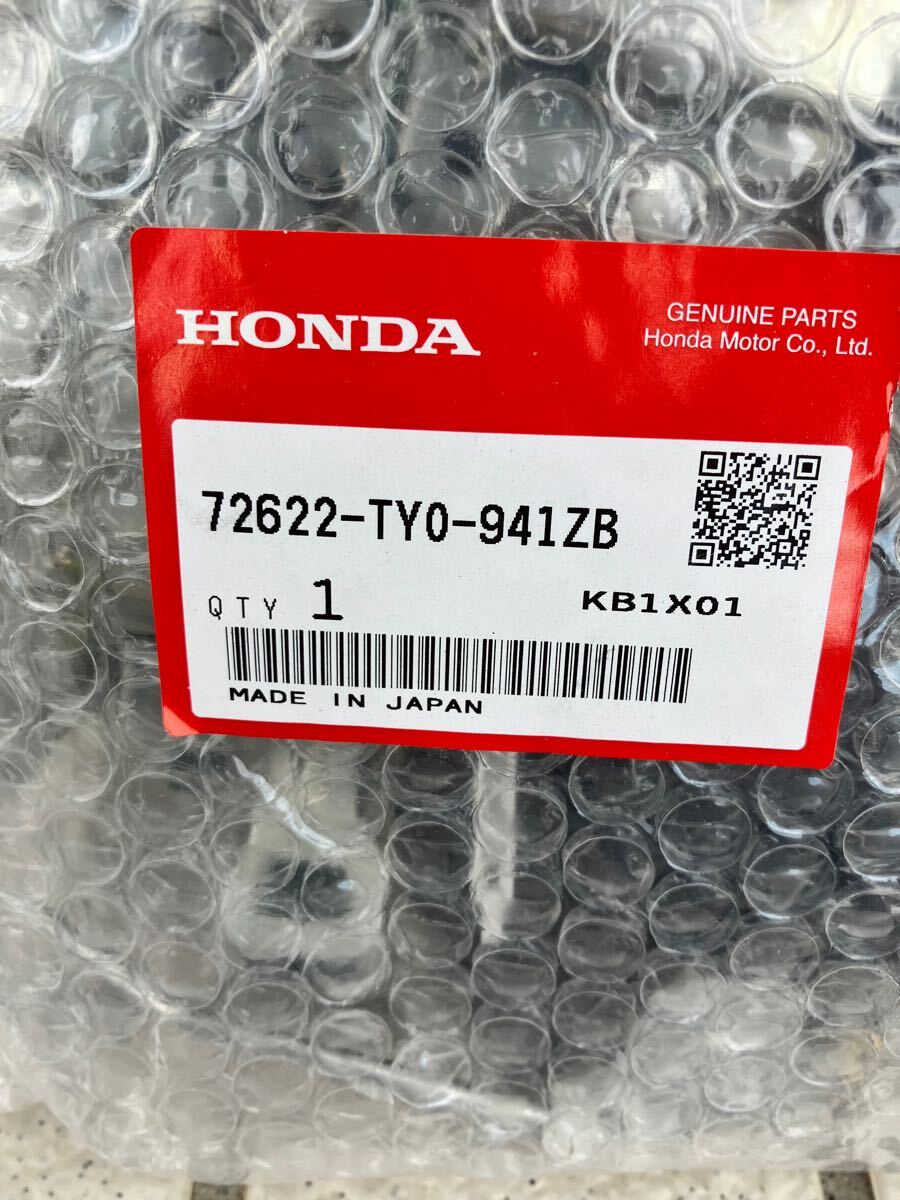 HONDA
GENUINE PARTS
Honda Motor Co., Ltd.
72622-TY0-941ZB
QTY 1
KB1X01
MADE IN JAPAN